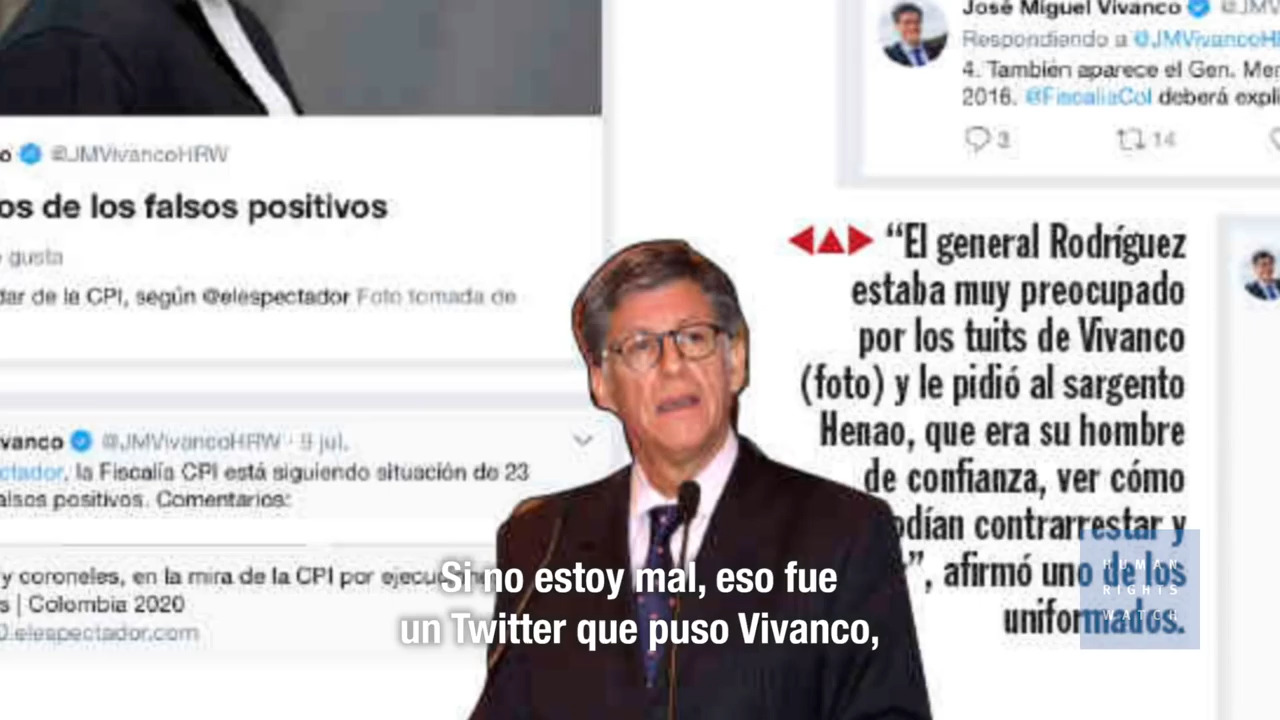 José Miguel Vivanco
Respondiendo a
4. También aparece el Gen.
2016. @FiscaliaCol deberá
3 14
@JMVivancoHRW
os de los falsos positivos
gusta
dar de la CPI, según @elespectador Foto tomada de
vanco @JMVivancoHRW · 9 jul.
ctador, la Fiscalía CPI está siguiendo situación de 23
alsos positivos. Comentarios:
y coroneles, en la mira de la CPI por
s | Colombia 2020
0.elespectador.com
“El general Rodríguez
estaba muy preocupado
por los tuits de Vivanco
(foto) y le pidió al sargento
Henao, que era su hombre
de confianza, ver cómo
odían contrarrestar y
”, afirmó uno de los
uniformados.
HUMAN
RIGHTS
WATCH
Si no estoy mal, eso fue
un Twitter que puso Vivanco,